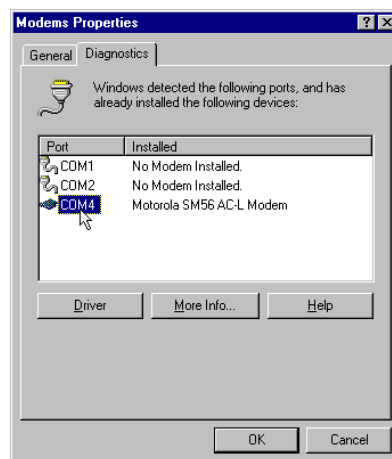 Modems Properties
General Diagnostics
Windows detected the following ports, and has
already installed the following devices:
Port Installed
COM1 No Modem Installed.
COM2 No Modem Installed.
COM4 Motorola SM56 AC-L Modem
Driver More Info... Help
OK Cancel